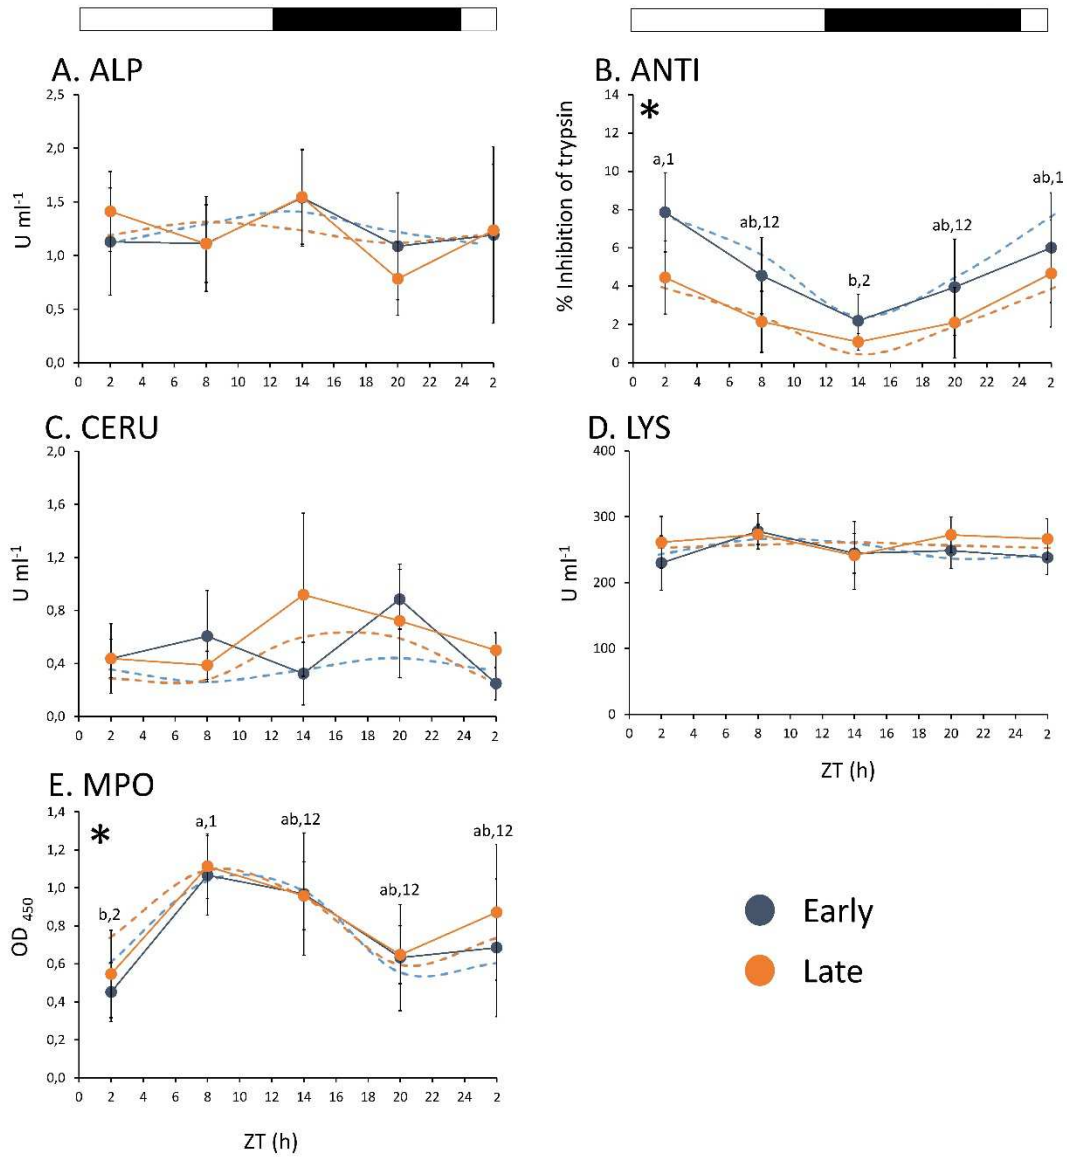 A. ALP
2,5
2,0
1,5
1,0
0,5
0,0
U ml-1
0 2 4 6 8 10 12 14 16 18 20 22 24 2
B. ANTI
*
14
12
10
8
6
4
2
0
% Inhibition of trypsin
a,1
ab,12
b,2
ab,12
ab,1
0 2 4 6 8 10 12 14 16 18 20 22 24 2
C. CERU
2,0
1,6
1,2
0,8
0,4
0,0
U ml-1
0 2 4 6 8 10 12 14 16 18 20 22 24 2
D. LYS
400
300
200
100
0
U ml-1
0 2 4 6 8 10 12 14 16 18 20 22 24 2
ZT (h)
E. MPO
*
1,4
1,2
1,0
0,8
0,6
0,4
0,2
0,0
OD450
b,2
a,1
ab,12
ab,12
ab,12
0 2 4 6 8 10 12 14 16 18 20 22 24 2
ZT (h)
Early
Late